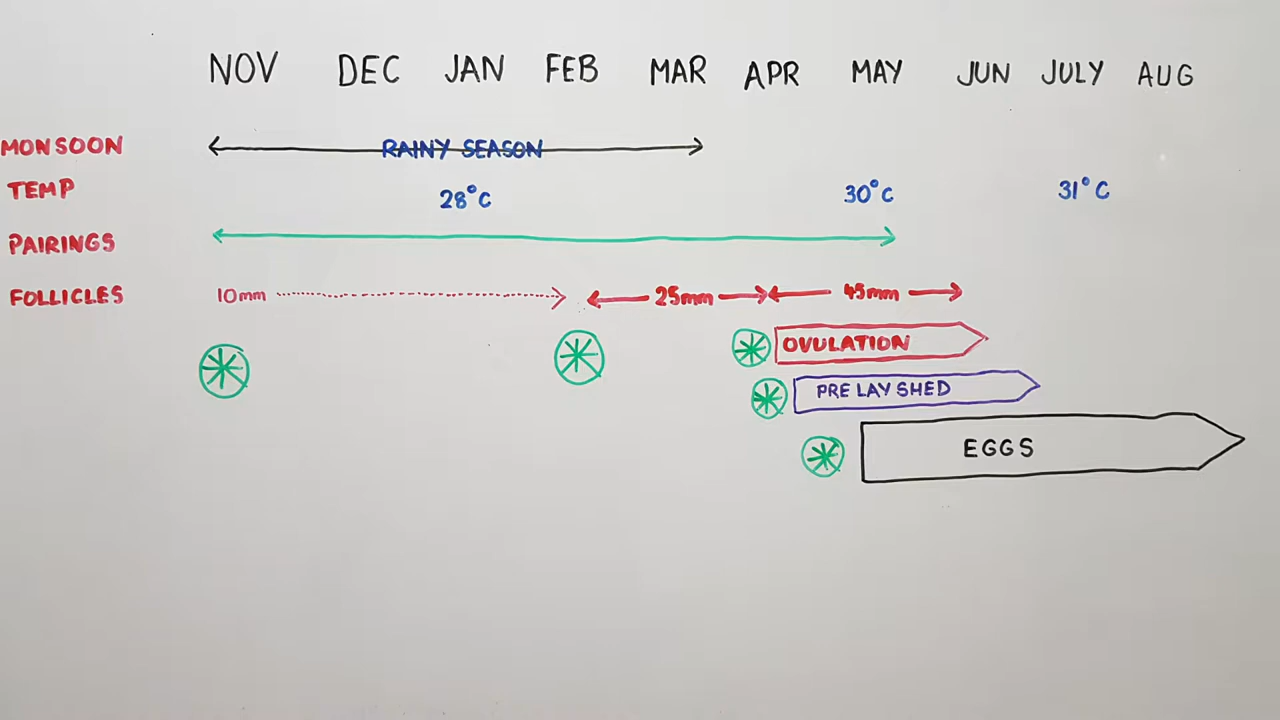 NOV DEC JAN FEB MAR APR MAY JUN JULY AUG
MONSOON RAINY SEASON
TEMP 28°C 30°C 31°C
PAIRINGS
FOLLICLES 10mm 25mm 45mm
OVULATION
PRE LAY SHED
EGGS